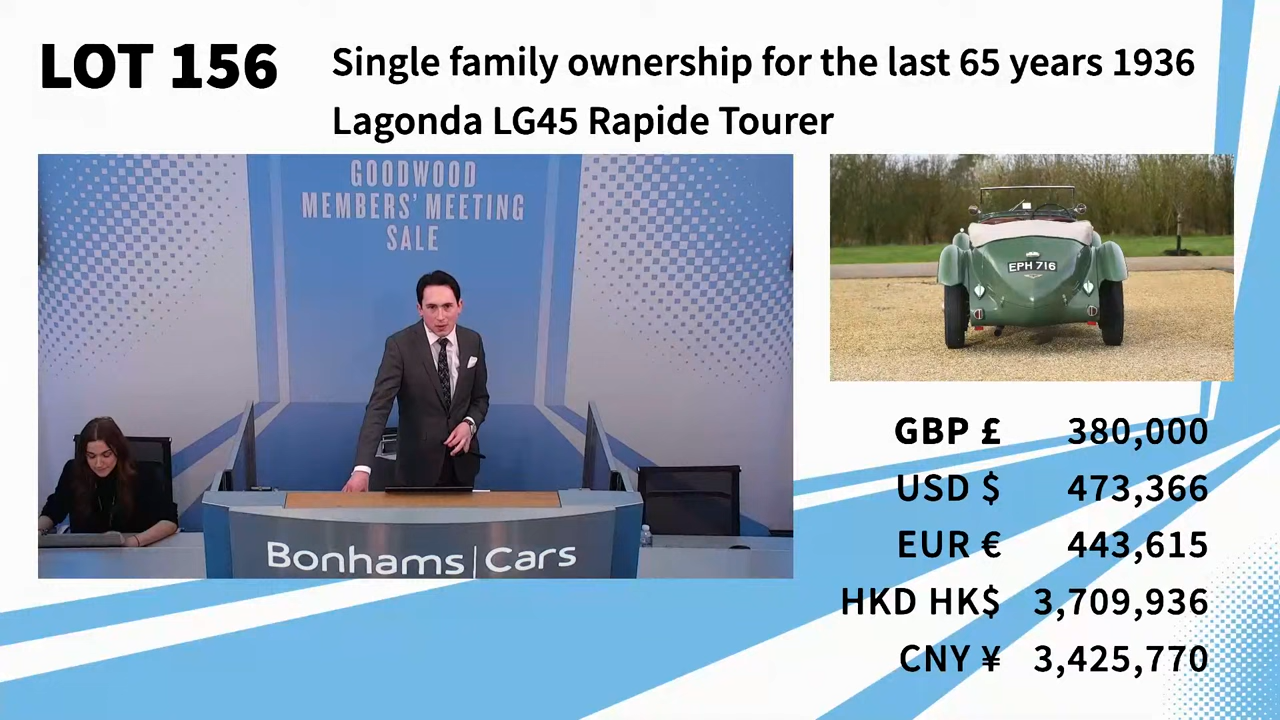 LOT 156
Single family ownership for the last 65 years 1936
Lagonda LG45 Rapide Tourer
GOODWOOD
MEMBERS' MEETING
SALE
Bonhams|Cars
EPH 716
GBP £ 380,000
USD $ 473,366
EUR € 443,615
HKD HK$ 3,709,936
CNY ¥ 3,425,770